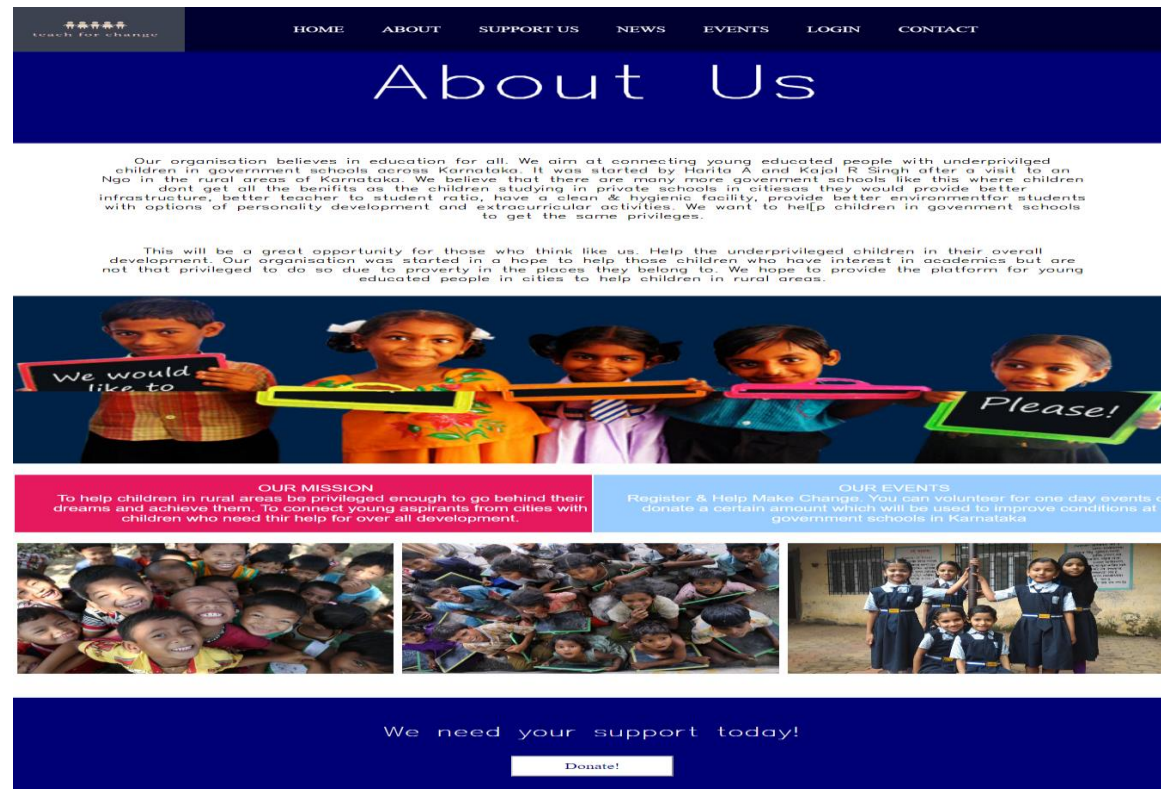 teach for change
HOME ABOUT SUPPORT US NEWS EVENTS LOGIN CONTACT
About Us
Our organisation believes in education for all. We aim at connecting young educated people with underprivilged
children in government schools across Karnataka. It was started by Harita A and Kajol R Singh after a visit to an
Ngo in the rural areas of Karnataka. We believe that there are many more govenment schools like this where children
dont get all the benifits as the children studying in private schools in citiesas they would provide better
infrastructure, better teacher to student ratio, have a clean & hygienic facility, provide better environmentfor students
with options of personality development and extracurricular activities. We want to hel[p children in govenment schools
to get the same privileges.
This will be a great opportunity for those who think like us. Help the underprivileged children in their overall
development. Our organisation was started in a hope to help those children who have interest in academics but are
not that privileged to do so due to proverty in the places they belong to. We hope to provide the platform for young
educated people in cities to help children in rural areas.
We would
like to
Please!
OUR MISSION
To help children in rural areas be privileged enough to go behind their
dreams and achieve them. To connect young aspirants from cities with
children who need thir help for over all development.
OUR EVENTS
Register & Help Make Change. You can volunteer for one day events
donate a certain amount which will be used to improve conditions at
government schools in Karnataka
We need your support today!
Donate!